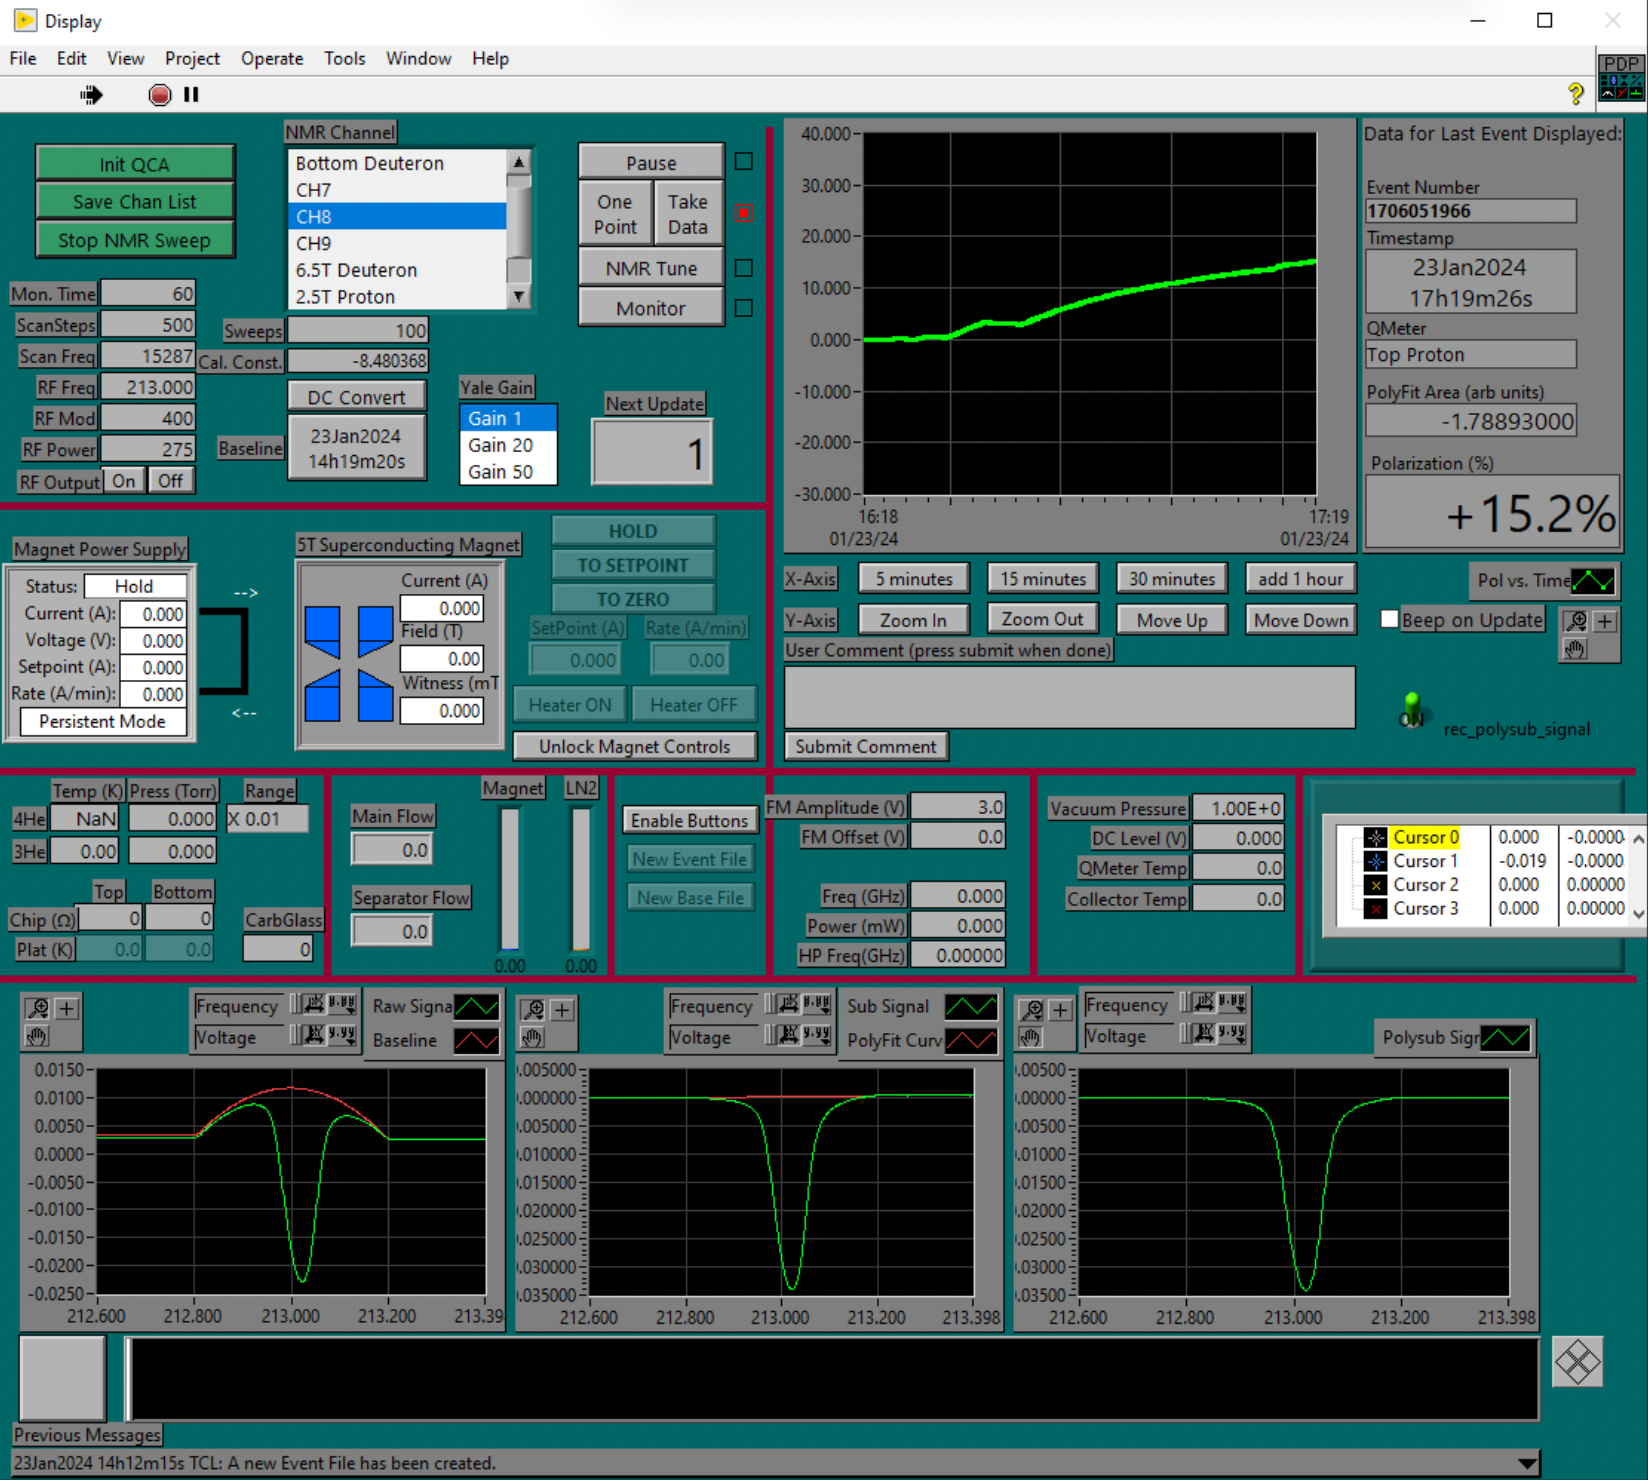 Display
File Edit View Project Operate Tools Window Help
PDP
Init QCA
Save Chan List
Stop NMR Sweep
NMR Channel
Bottom Deuteron
CH7
CH8
CH9
6.5T Deuteron
2.5T Proton
Pause
One Point
Take Data
NMR Tune
Monitor
Mon. Time 60
ScanSteps 500
Scan Freq 15287
RF Freq 213.000
RF Mod 400
RF Power 275
RF Output On Off
Sweeps 100
Cal. Const. -8.480368
DC Convert
Baseline 23Jan2024
14h19m20s
Yale Gain
Gain 1
Gain 20
Gain 50
Next Update
1
40.000
30.000
20.000
10.000
0.000
-10.000
-20.000
-30.000
16:18 17:19
01/23/24 01/23/24
Data for Last Event Displayed:
Event Number
1706051966
Timestamp
23Jan2024
17h19m26s
QMeter
Top Proton
PolyFit Area (arb units)
-1.78893000
Polarization (%)
+15.2%
Magnet Power Supply
Status: Hold
Current (A): 0.000
Voltage (V): 0.000
Setpoint (A): 0.000
Rate (A/min): 0.000
Persistent Mode
-->
<--
5T Superconducting Magnet
Current (A)
0.000
Field (T)
0.00
Witness (mT
0.000
HOLD
TO SETPOINT
TO ZERO
SetPoint (A) Rate (A/min)
0.000 0.00
Heater ON Heater OFF
Unlock Magnet Controls
X-Axis 5 minutes 15 minutes 30 minutes add 1 hour
Y-Axis Zoom In Zoom Out Move Up Move Down
Pol vs. Time
Beep on Update
User Comment (press submit when done)
Submit Comment
ON
rec_polysub_signal
Temp (K) Press (Torr) Range
4He NaN 0.000 X 0.01
3He 0.00 0.000
Top Bottom
Chip (Ω) 0 0 CarbGlass
Plat (K) 0.0 0.0 0
Main Flow
0.0
Separator Flow
0.0
Magnet LN2
0.00 0.00
Enable Buttons
New Event File
New Base File
FM Amplitude (V) 3.0
FM Offset (V) 0.0
Freq (GHz) 0.000
Power (mW) 0.000
HP Freq(GHz) 0.00000
Vacuum Pressure 1.00E+0
DC Level (V) 0.000
QMeter Temp 0.0
Collector Temp 0.0
Cursor 0 0.000 -0.0000
Cursor 1 -0.019 -0.0000
Cursor 2 0.000 0.00000
Cursor 3 0.000 0.00000
Frequency Raw Signa
Voltage Baseline
0.0150
0.0100
0.0050
0.0000
-0.0050
-0.0100
-0.0150
-0.0200
-0.0250
212.600 212.800 213.000 213.200 213.39
Frequency Sub Signal
Voltage PolyFit Curv
.005000
.000000
.005000
.010000
.015000
.020000
.025000
.030000
.035000
212.600 212.800 213.000 213.200 213.398
Frequency
Voltage Polysub Sigr
.00500
.00000
.00500
.01000
.01500
.02000
.02500
.03000
.03500
212.600 212.800 213.000 213.200 213.398
Previous Messages
23Jan2024 14h12m15s TCL: A new Event File has been created.